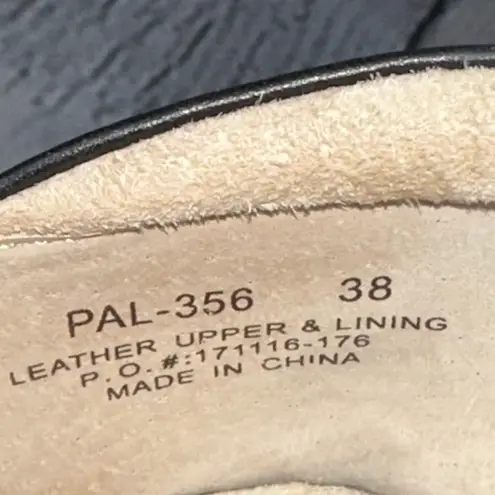 PAL-356 38
LEATHER UPPER & LINING
P.O.#:171116-176
MADE IN CHINA